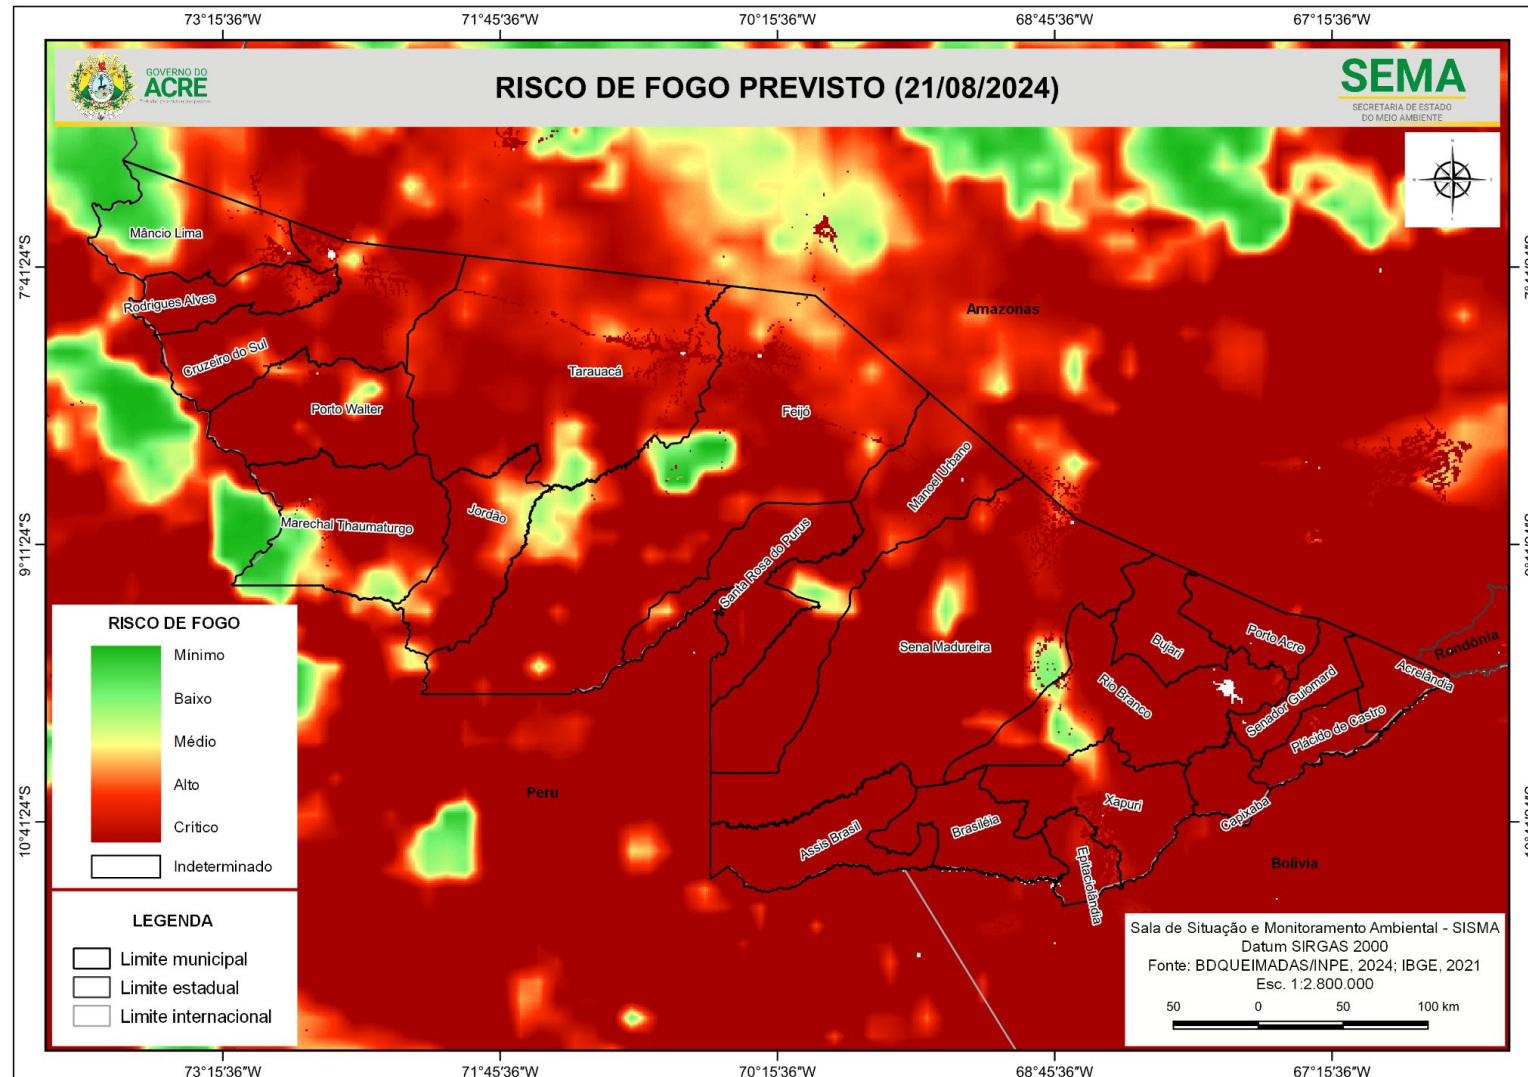 73°15'36"W
71°45'36"W
70°15'36"W
68°45'36"W
67°15'36"W
GOVERNO DO
ACRE
RISCO DE FOGO PREVISTO (21/08/2024)
SEMA
SECRETARIA DE ESTADO
DO MEIO AMBIENTE
7°41'24"S
9°11'24"S
10°41'24"S
Mâncio Lima
Rodrigues Alves
Cruzeiro do Sul
Porto Walter
Marechal Thaumaturgo
Tarauacá
Jordão
Feijó
Amazonas
Manoel Urbano
Santa Rosa do Purus
Sena Madureira
Bujari
Porto Acre
Rio Branco
Senador Guiomard
Acrelândia
Rondônia
Plácido de Castro
Capixaba
Xapuri
Brasiléia
Assis Brasil
Epitaciolândia
Peru
Bolivia
RISCO DE FOGO
Mínimo
Baixo
Médio
Alto
Crítico
Indeterminado
LEGENDA
Limite municipal
Limite estadual
Limite internacional
Sala de Situação e Monitoramento Ambiental - SISMA
Datum SIRGAS 2000
Fonte: BDQUEIMADAS/INPE, 2024; IBGE, 2021
Esc. 1:2.800.000
50 0 50 100 km
73°15'36"W
71°45'36"W
70°15'36"W
68°45'36"W
67°15'36"W